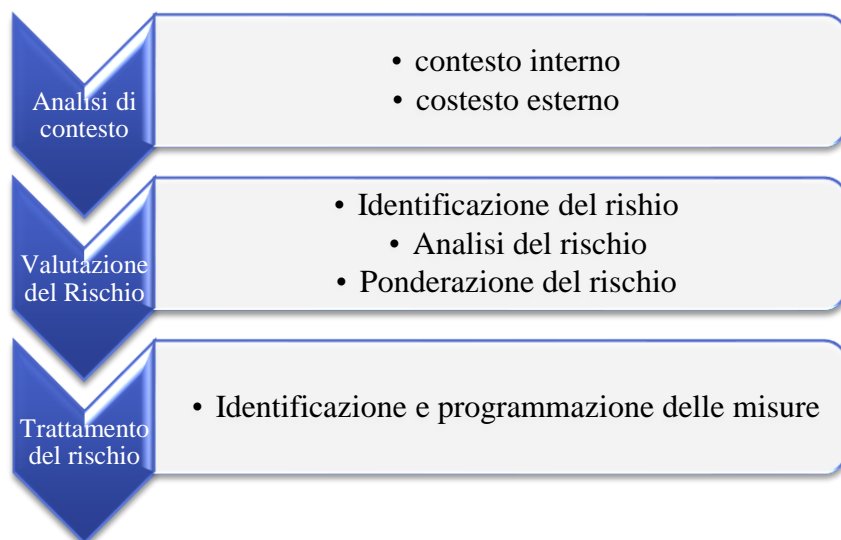 Analisi di
contesto
• contesto interno
• costesto esterno
Valutazione
del Rischio
• Identificazione del rishio
• Analisi del rischio
• Ponderazione del rischio
Trattamento
del rischio
• Identificazione e programmazione delle misure